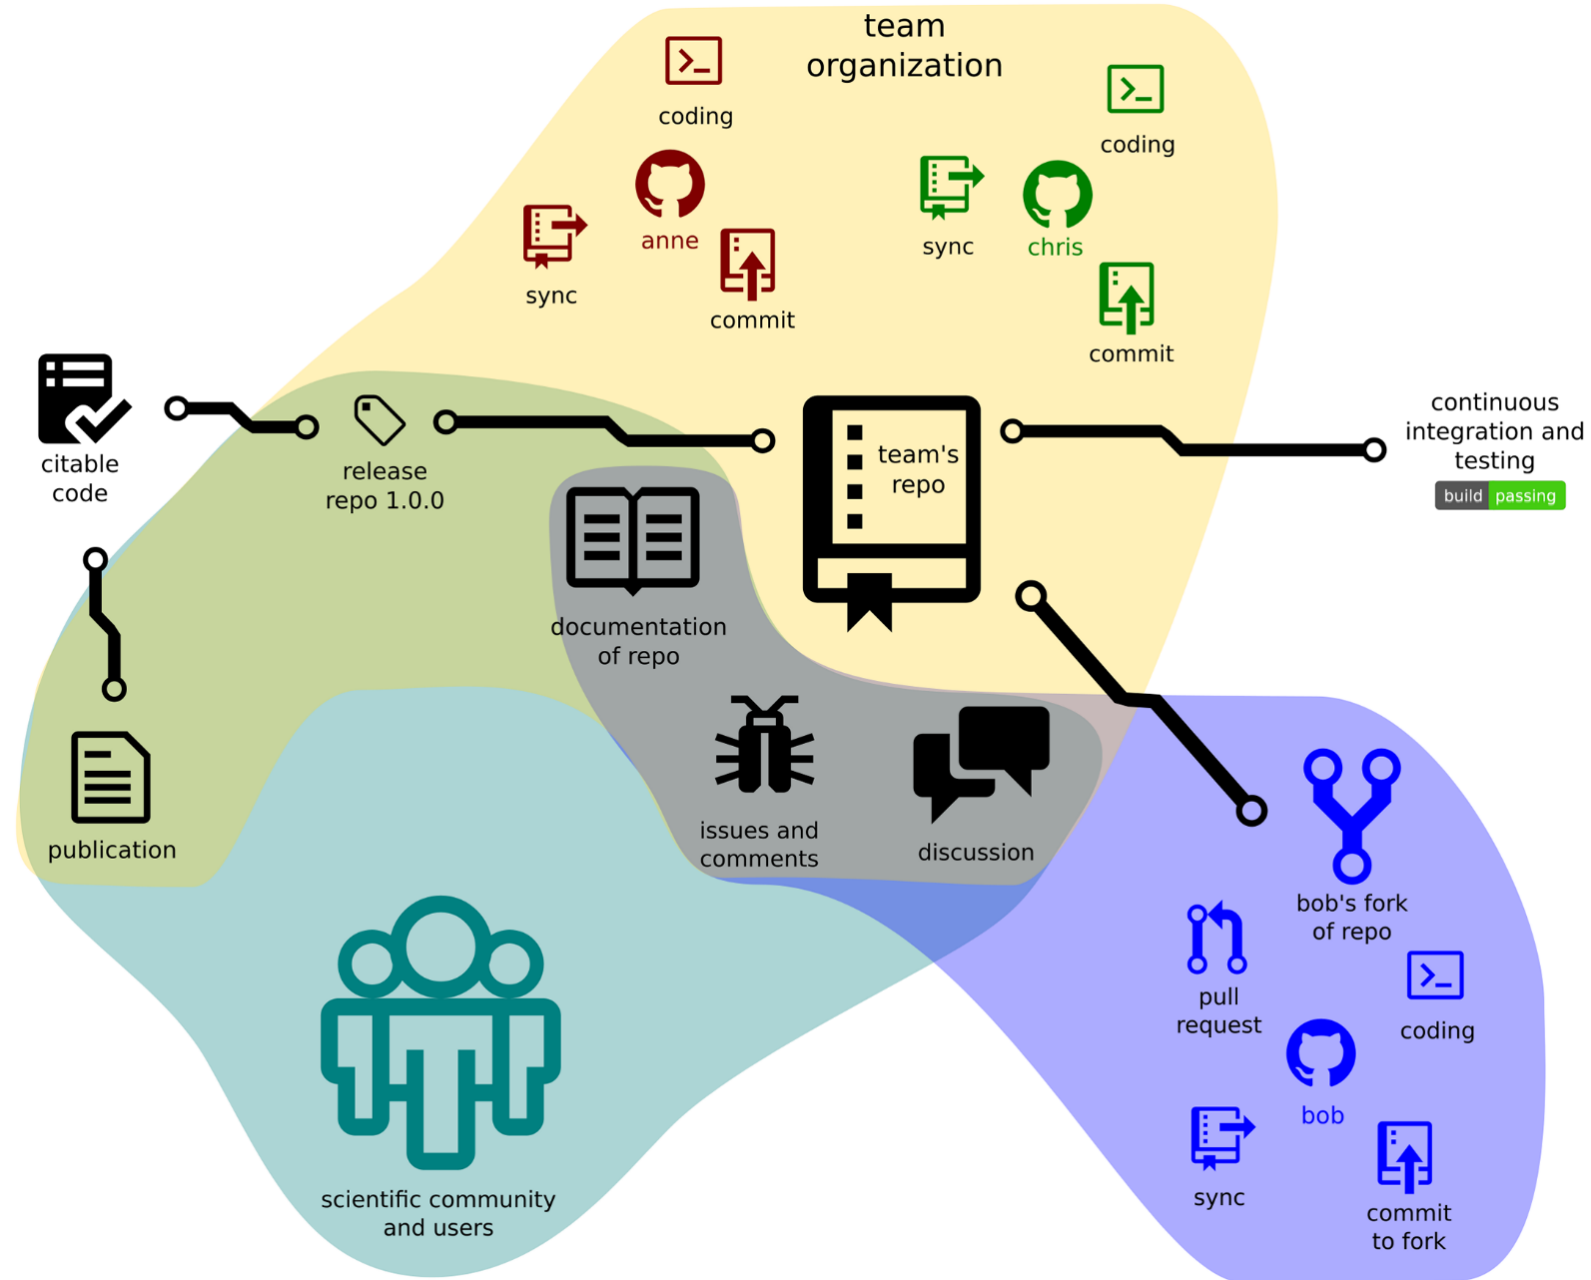 team
organization
coding
coding
anne
sync
commit
sync
chris
commit
citable
code
release
repo 1.0.0
team's
repo
continuous
integration and
testing
build passing
documentation
of repo
publication
issues and
comments
discussion
bob's fork
of repo
pull
request
coding
bob
sync
commit
to fork
scientific community
and users